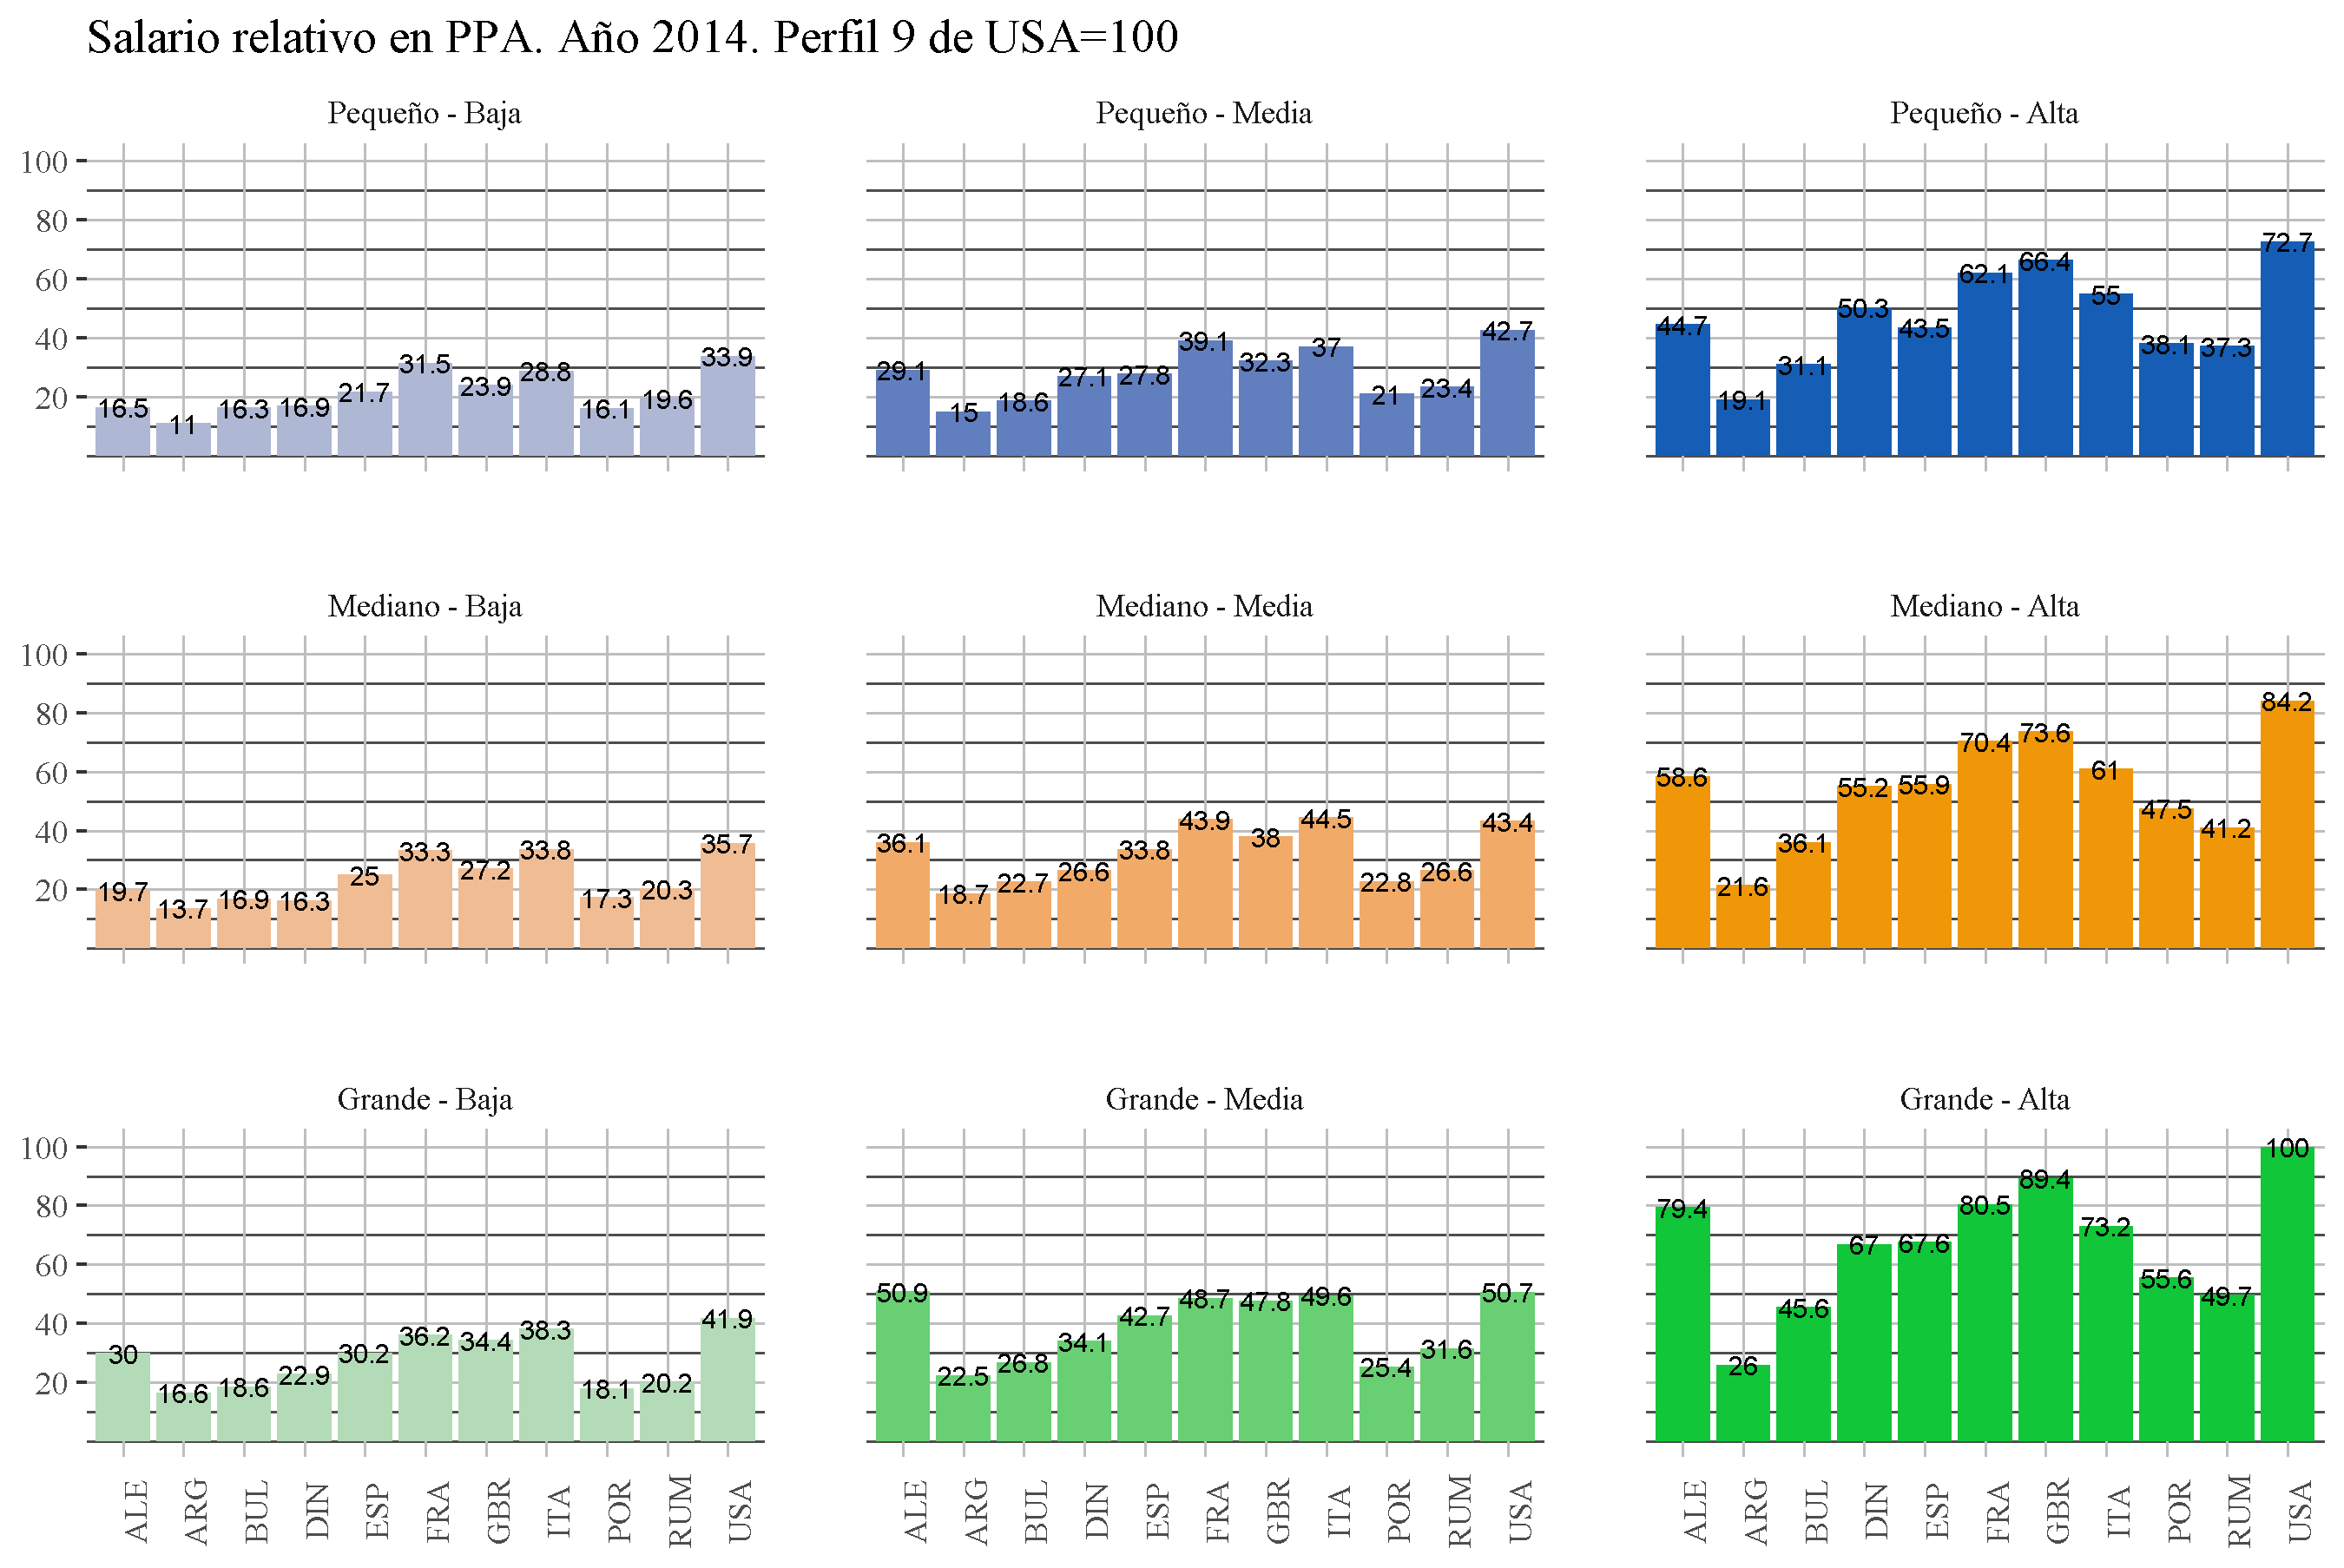 Salario relativo en PPA. Año 2014. Perfil 9 de USA=100
Pequeño - Baja
Pequeño - Media
Pequeño - Alta
100
80
60
40
20
16.5 11 16.3 16.9 21.7 31.5 23.9 28.8 16.1 19.6 33.9
29.1 15 18.6 27.1 27.8 39.1 32.3 37 21 23.4 42.7
44.7 19.1 31.1 50.3 43.5 62.1 66.4 55 38.1 37.3 72.7
Mediano - Baja
Mediano - Media
Mediano - Alta
100
80
60
40
20
19.7 13.7 16.9 16.3 25 33.3 27.2 33.8 17.3 20.3 35.7
36.1 18.7 22.7 26.6 33.8 43.9 38 44.5 22.8 26.6 43.4
58.6 21.6 36.1 55.2 55.9 70.4 73.6 61 47.5 41.2 84.2
Grande - Baja
Grande - Media
Grande - Alta
100
80
60
40
20
30 16.6 18.6 22.9 30.2 36.2 34.4 38.3 18.1 20.2 41.9
50.9 22.5 26.8 34.1 42.7 48.7 47.8 49.6 25.4 31.6 50.7
79.4 26 45.6 67 67.6 80.5 89.4 73.2 55.6 49.7 100
ALE ARG BUL DIN ESP FRA GBR ITA POR RUM USA
ALE ARG BUL DIN ESP FRA GBR ITA POR RUM USA
ALE ARG BUL DIN ESP FRA GBR ITA POR RUM USA